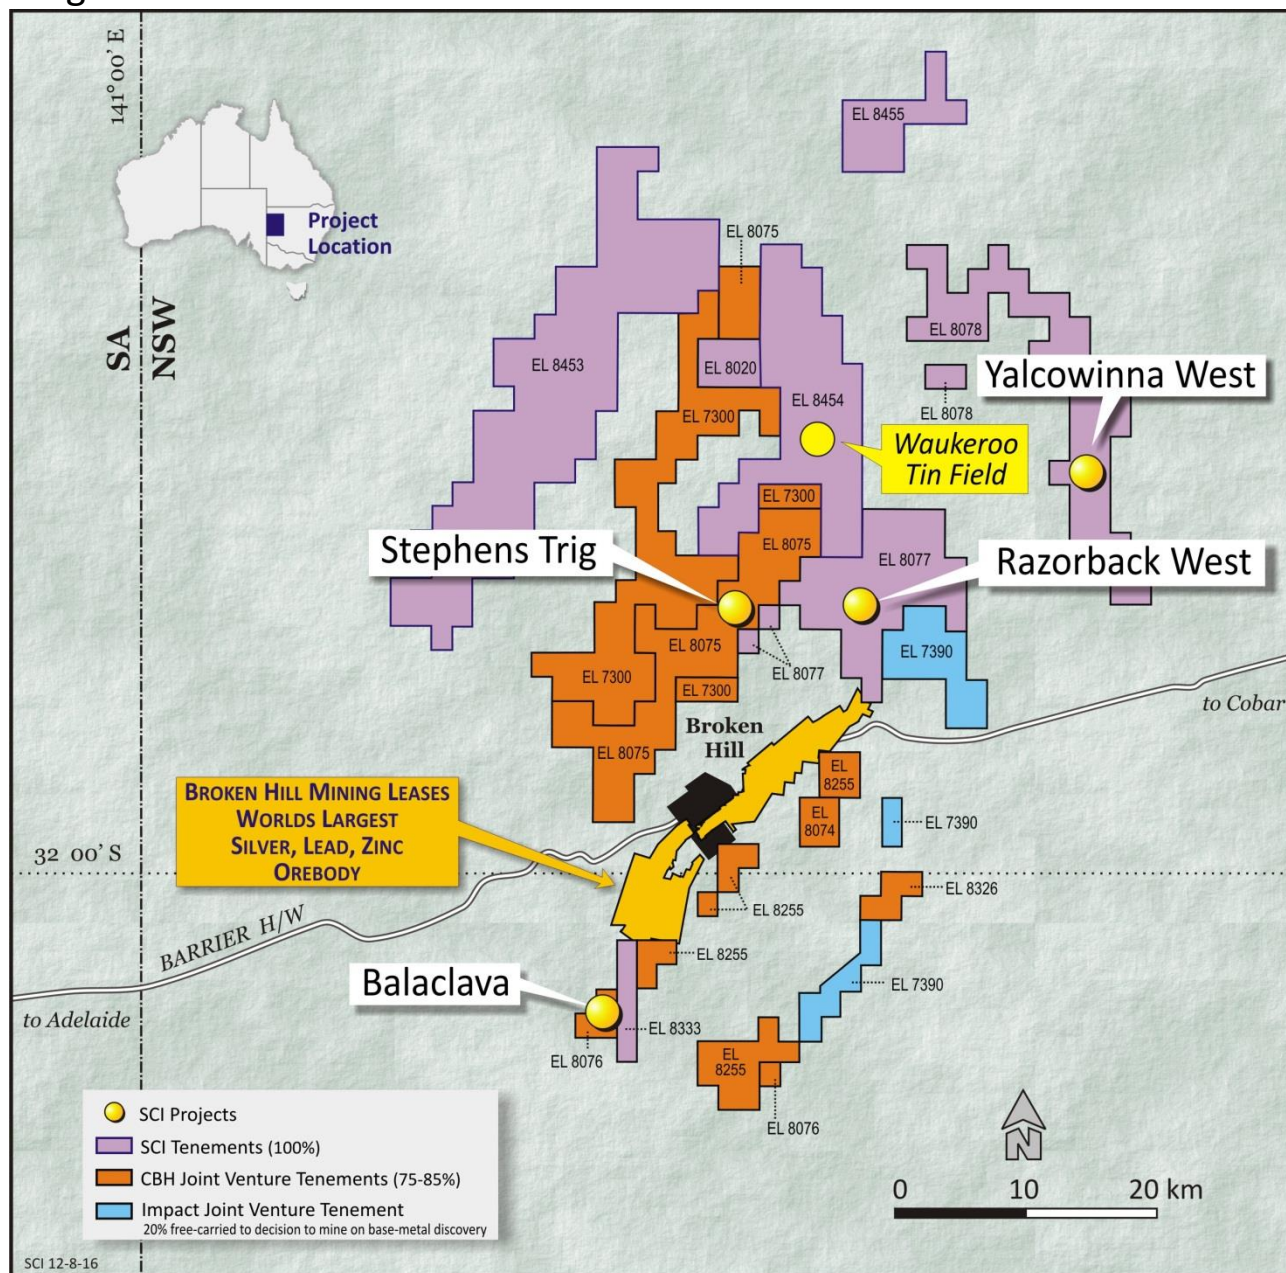 141°00' E
EL 8455
Project
Location
EL 8075
SA
NSW
EL 8078
EL 8453
EL 8020
Yalcowinna West
EL 8454
EL 8078
EL 7300
Waukeroo
Tin Field
EL 7300
Stephens Trig
EL 8075
EL 8077
Razorback West
EL 8075
EL 7390
EL 7300
EL 8077
EL 7300
to Cobar
Broken
Hill
EL 8075
EL
8255
BROKEN HILL MINING LEASES
WORLDS LARGEST
SILVER, LEAD, ZINC
OREBODY
EL
8074
EL 7390
32 00' S
EL 8326
EL 8255
BARRIER H/W
EL 8255
Balaclava
EL 7390
to Adelaide
EL 8333
EL 8076
EL
8255
EL 8076
SCI Projects
SCI Tenements (100%)
CBH Joint Venture Tenements (75-85%)
Impact Joint Venture Tenement
20% free-carried to decision to mine on base-metal discovery
N
0 10 20 km
SCI 12-8-16